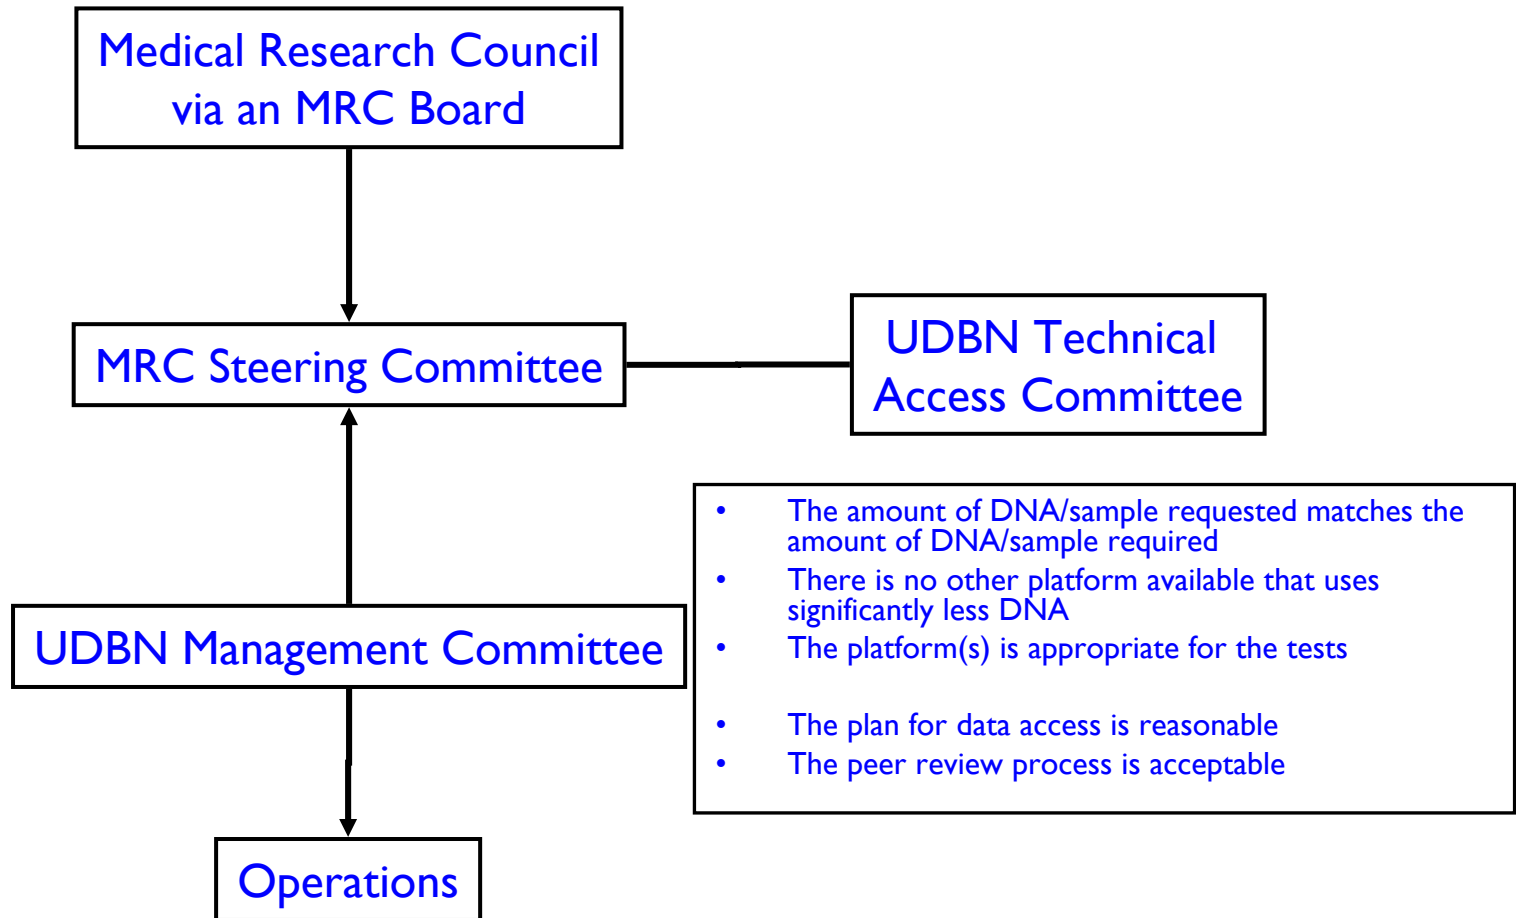 Medical Research Council
via an MRC Board
MRC Steering Committee
UDBN Technical
Access Committee
• The amount of DNA/sample requested matches the
amount of DNA/sample required
• There is no other platform available that uses
significantly less DNA
• The platform(s) is appropriate for the tests
• The plan for data access is reasonable
• The peer review process is acceptable
UDBN Management Committee
Operations